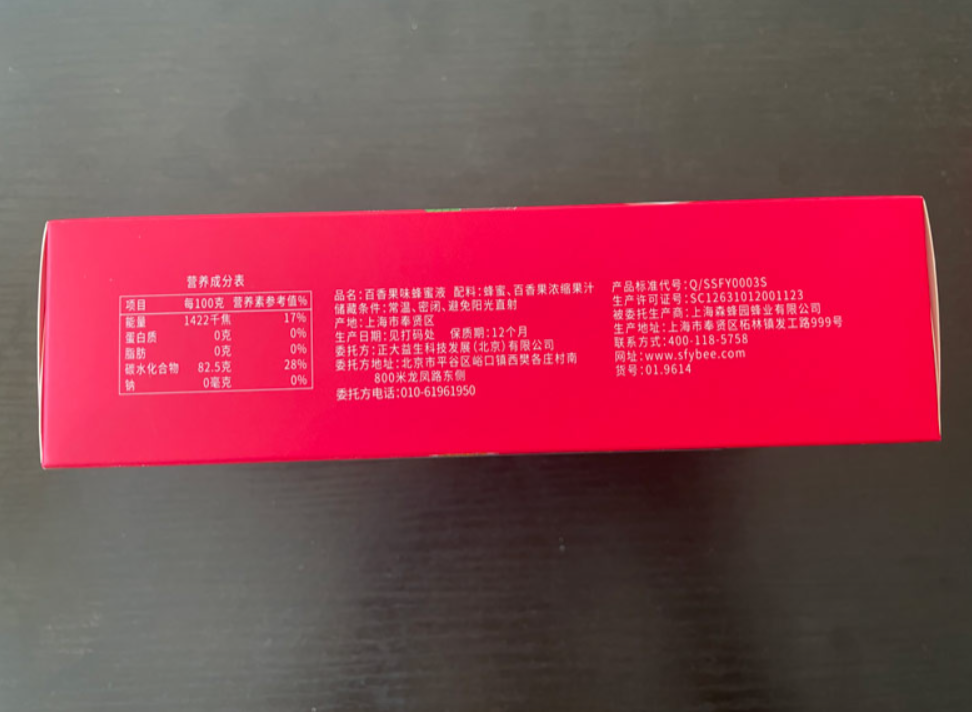 营养成分表
项目 每100克 营养素参考值%
能量 1422千焦 17%
蛋白质 0克 0%
脂肪 0克 0%
碳水化合物 82.5克 28%
钠 0毫克 0%
品名:百香果味蜂蜜液 配料:蜂蜜、百香果浓缩果汁
储藏条件:常温、密闭、避免阳光直射
产地:上海市奉贤区
生产日期:见打码处 保质期:12个月
委托方:正大益生科技发展(北京)有限公司
委托方地址:北京市平谷区峪口镇西樊各庄村南
800米龙凤路东侧
委托方电话:010-61961950
产品标准代号:Q/SSFY0003S
生产许可证号:SC12631012001123
被委托生产商:上海森蜂园蜂业有限公司
生产地址:上海市奉贤区柘林镇发工路999号
联系方式:400-118-5758
网址:www.sfybee.com
货号:01.9614